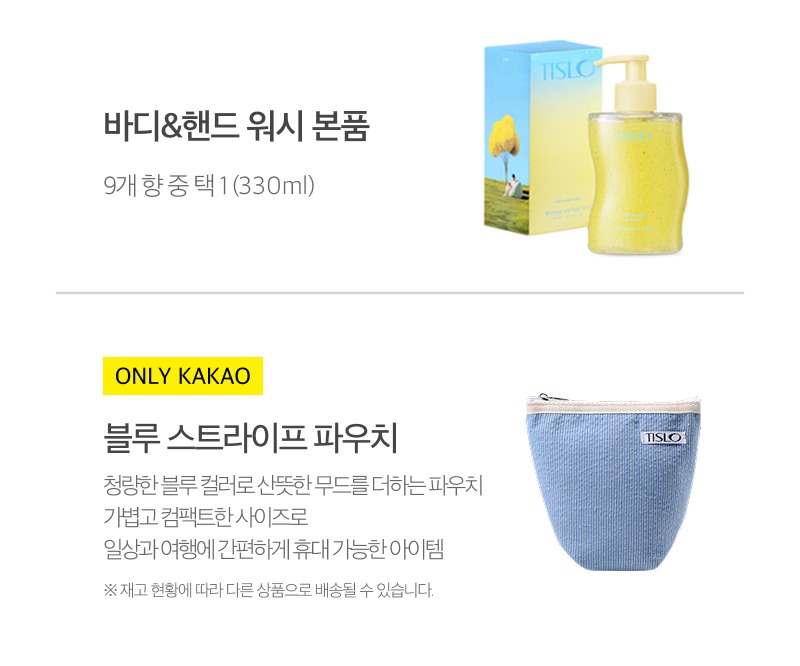 바디&핸드 워시 본품
9개 향 중 택 1 (330ml)
TISLO
TISLO
ONLY KAKAO
블루 스트라이프 파우치
청량한 블루 컬러로 산뜻한 무드를 더하는 파우치
가볍고 컴팩트한 사이즈로
일상과 여행에 간편하게 휴대 가능한 아이템
※ 재고 현황에 따라 다른 상품으로 배송될 수 있습니다.
TISLO